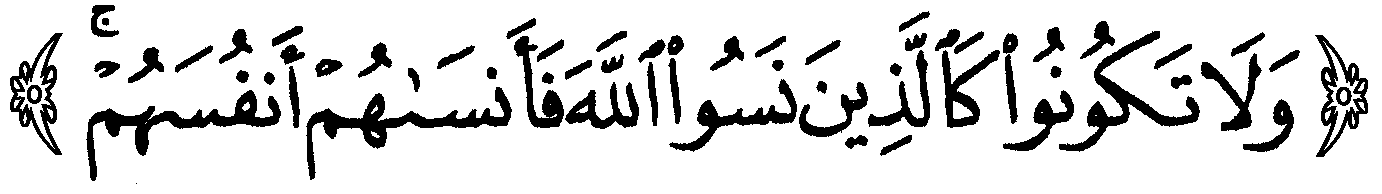 ﴿ وَلَا تَكُونُوا۟ كَٱلَّذِينَ نَسُوا۟ ٱللَّهَ فَأَنسَىٰهُمْ أَنفُسَهُمْ ۚ ﴾